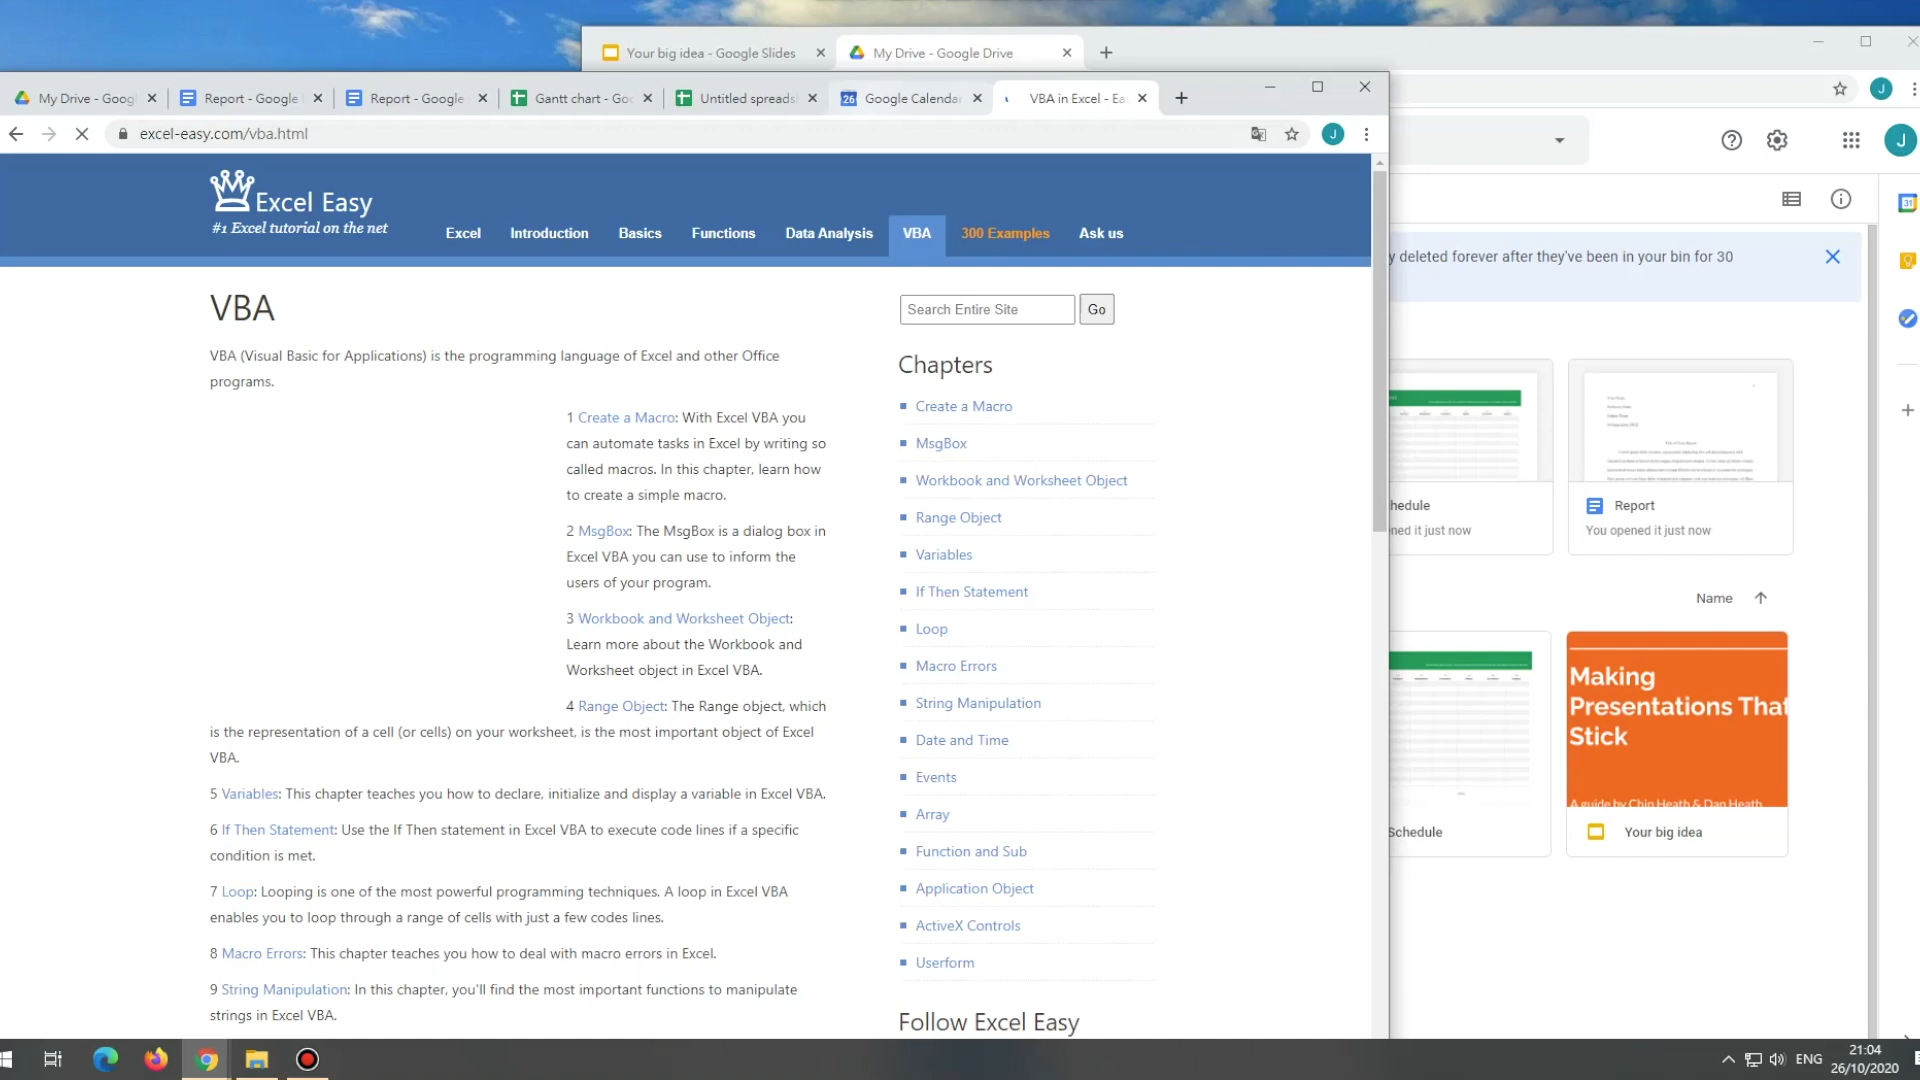 Your big idea - Google Slides
My Drive - Google Drive
My Drive - Goog
Report - Google
Report - Google
Gantt chart - Goo
Untitled spreads
Google Calenda
VBA in Excel - Ea
J
excel-easy.com/vba.html
J
J
Excel Easy
#1 Excel tutorial on the net
Excel
Introduction
Basics
Functions
Data Analysis
VBA
300 Examples
Ask us
31
y deleted forever after they've been in your bin for 30
VBA
Search Entire Site
Go
VBA (Visual Basic for Applications) is the programming language of Excel and other Office
programs.
1 Create a Macro: With Excel VBA you
can automate tasks in Excel by writing so
called macros. In this chapter, learn how
to create a simple macro.
2 MsgBox: The MsgBox is a dialog box in
Excel VBA you can use to inform the
users of your program.
3 Workbook and Worksheet Object:
Learn more about the Workbook and
Worksheet object in Excel VBA.
4 Range Object: The Range object, which
is the representation of a cell (or cells) on your worksheet, is the most important object of Excel
VBA.
5 Variables: This chapter teaches you how to declare, initialize and display a variable in Excel VBA.
6 If Then Statement: Use the If Then statement in Excel VBA to execute code lines if a specific
condition is met.
7 Loop: Looping is one of the most powerful programming techniques. A loop in Excel VBA
enables you to loop through a range of cells with just a few codes lines.
8 Macro Errors: This chapter teaches you how to deal with macro errors in Excel.
9 String Manipulation: In this chapter, you'll find the most important functions to manipulate
strings in Excel VBA.
Chapters
Create a Macro
MsgBox
Workbook and Worksheet Object
Range Object
Variables
If Then Statement
Loop
Macro Errors
String Manipulation
Date and Time
Events
Array
Function and Sub
Application Object
ActiveX Controls
Userform
Follow Excel Easy
hedule
ned it just now
Report
You opened it just now
Name
Schedule
Making
Presentations That
Stick
A guide by Chip Heath & Dan Heath
Your big idea
ENG
21:04
26/10/2020